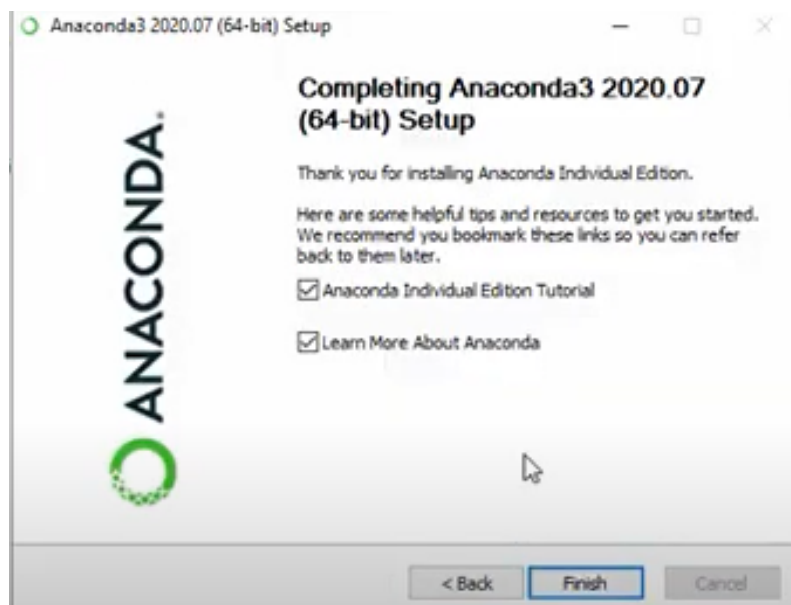 Anaconda3 2020.07 (64-bit) Setup
Completing Anaconda3 2020.07
(64-bit) Setup
Thank you for installing Anaconda Individual Edition.
Here are some helpful tips and resources to get you started.
We recommend you bookmark these links so you can refer
back to them later.
Anaconda Individual Edition Tutorial
Learn More About Anaconda
ANACONDA.
< Back
Finish
Cancel